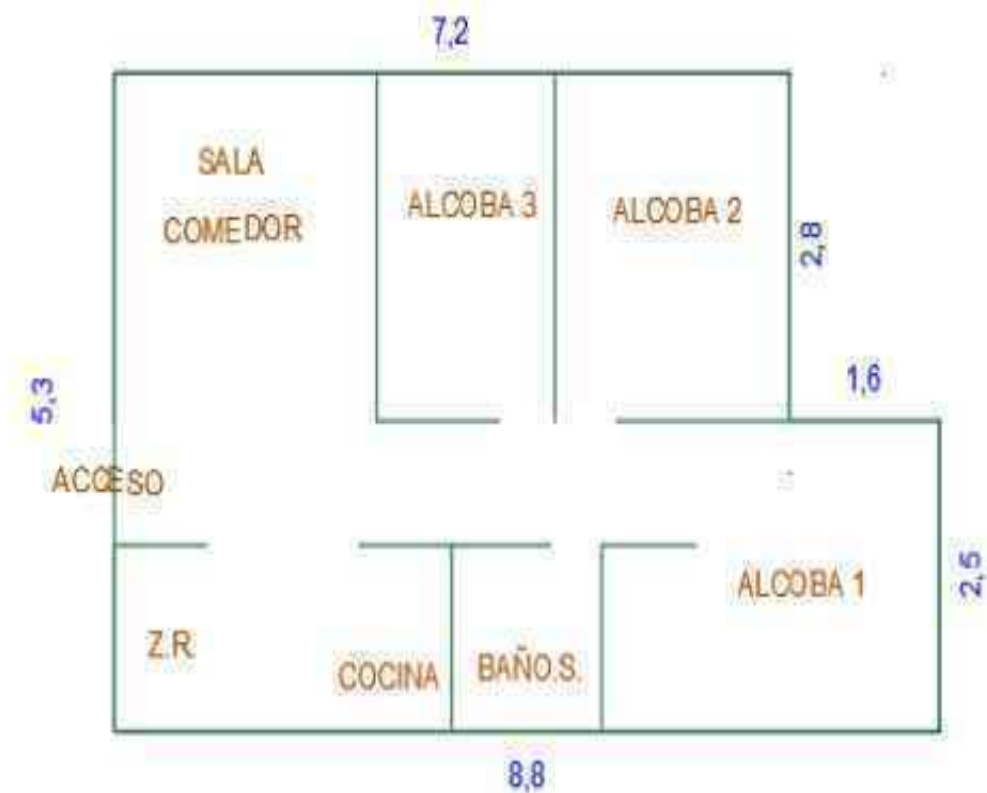 7,2
SALA
COMEDOR
ALCOBA 3
ALCOBA 2
2,8
1,6
5,3
ACCESO
2,5
ALCOBA 1
Z.R
COCINA
BAÑO.S.
8,8